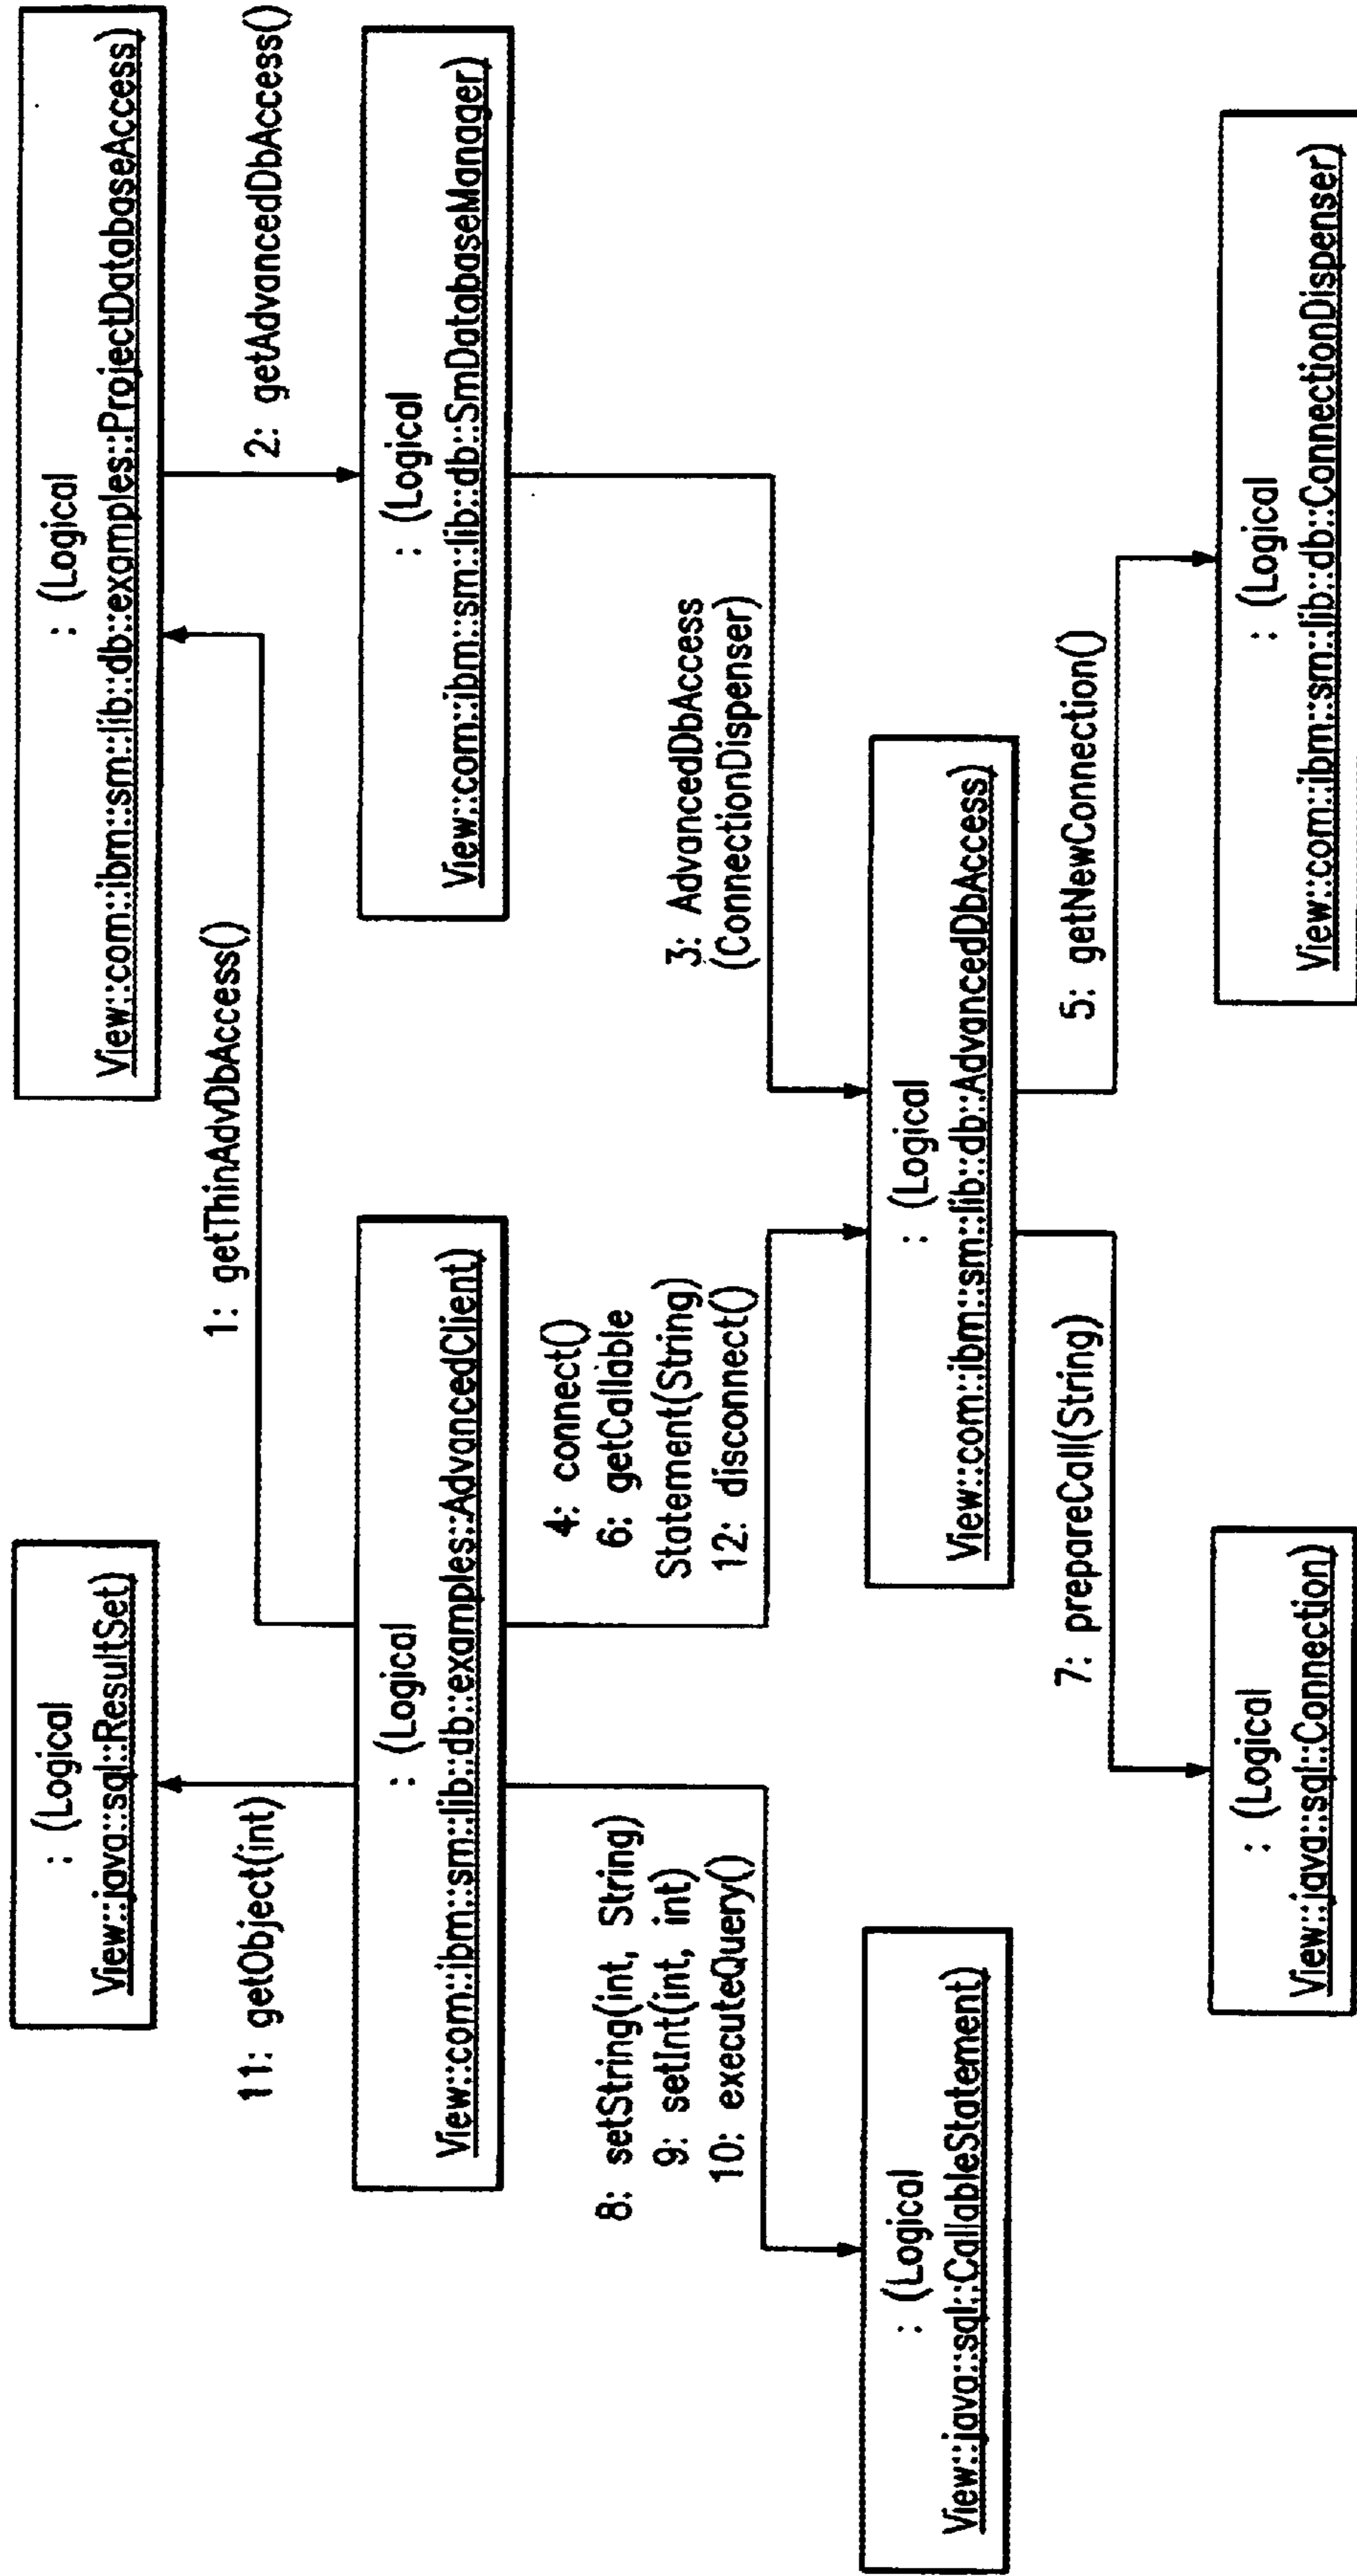 : (Logical
View::java::sql::ResultSet)
: (Logical
View::com::ibm::sm::lib::db::examples::ProjectDatabaseAccess)
11: getObject(int)
1: getThinAdvDbAccess()
2: getAdvancedDbAccess()
: (Logical
View::com::ibm::sm::lib::db::examples::AdvancedClient)
: (Logical
View::com::ibm::sm::lib::db::SmDatabaseManager)
8: setString(int, String)
9: setInt(int, int)
10: executeQuery()
4: connect()
6: getCallable
Statement(String)
12: disconnect()
3: AdvancedDbAccess
(ConnectionDispenser)
: (Logical
View::java::sql::CallableStatement)
: (Logical
View::com::ibm::sm::lib::db::AdvancedDbAccess)
7: prepareCall(String)
5: getNewConnection()
: (Logical
View::java::sql::Connection)
: (Logical
View::com::ibm::sm::lib::db::ConnectionDispenser)